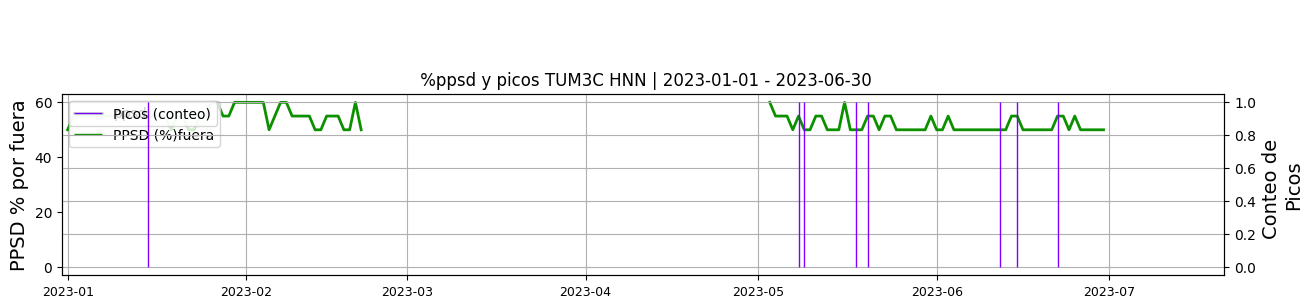 %ppsd y picos TUM3C HNN | 2023-01-01 - 2023-06-30
PPSD % por fuera
60
40
20
0
Picos (conteo)
PPSD (%)fuera
1.0
0.8
0.6
0.4
0.2
0.0
Conteo de
Picos
2023-01
2023-02
2023-03
2023-04
2023-05
2023-06
2023-07